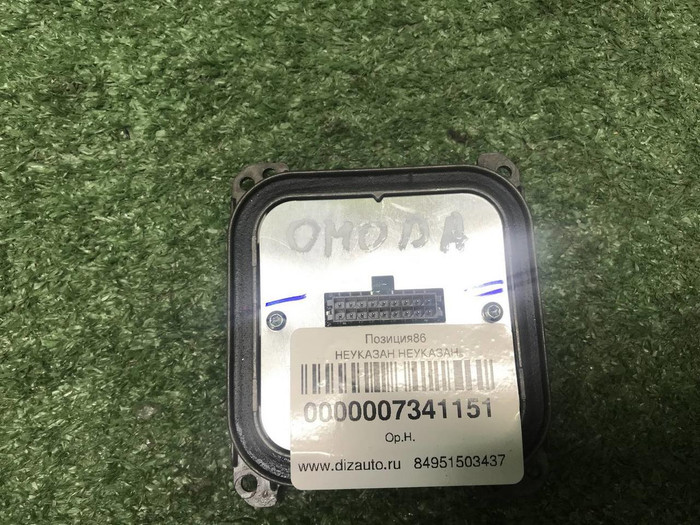 OMODA
Позиция86
НЕУКАЗАН НЕУКАЗАН
0000007341151
Ор.Н.
www.dizauto.ru 84951503437